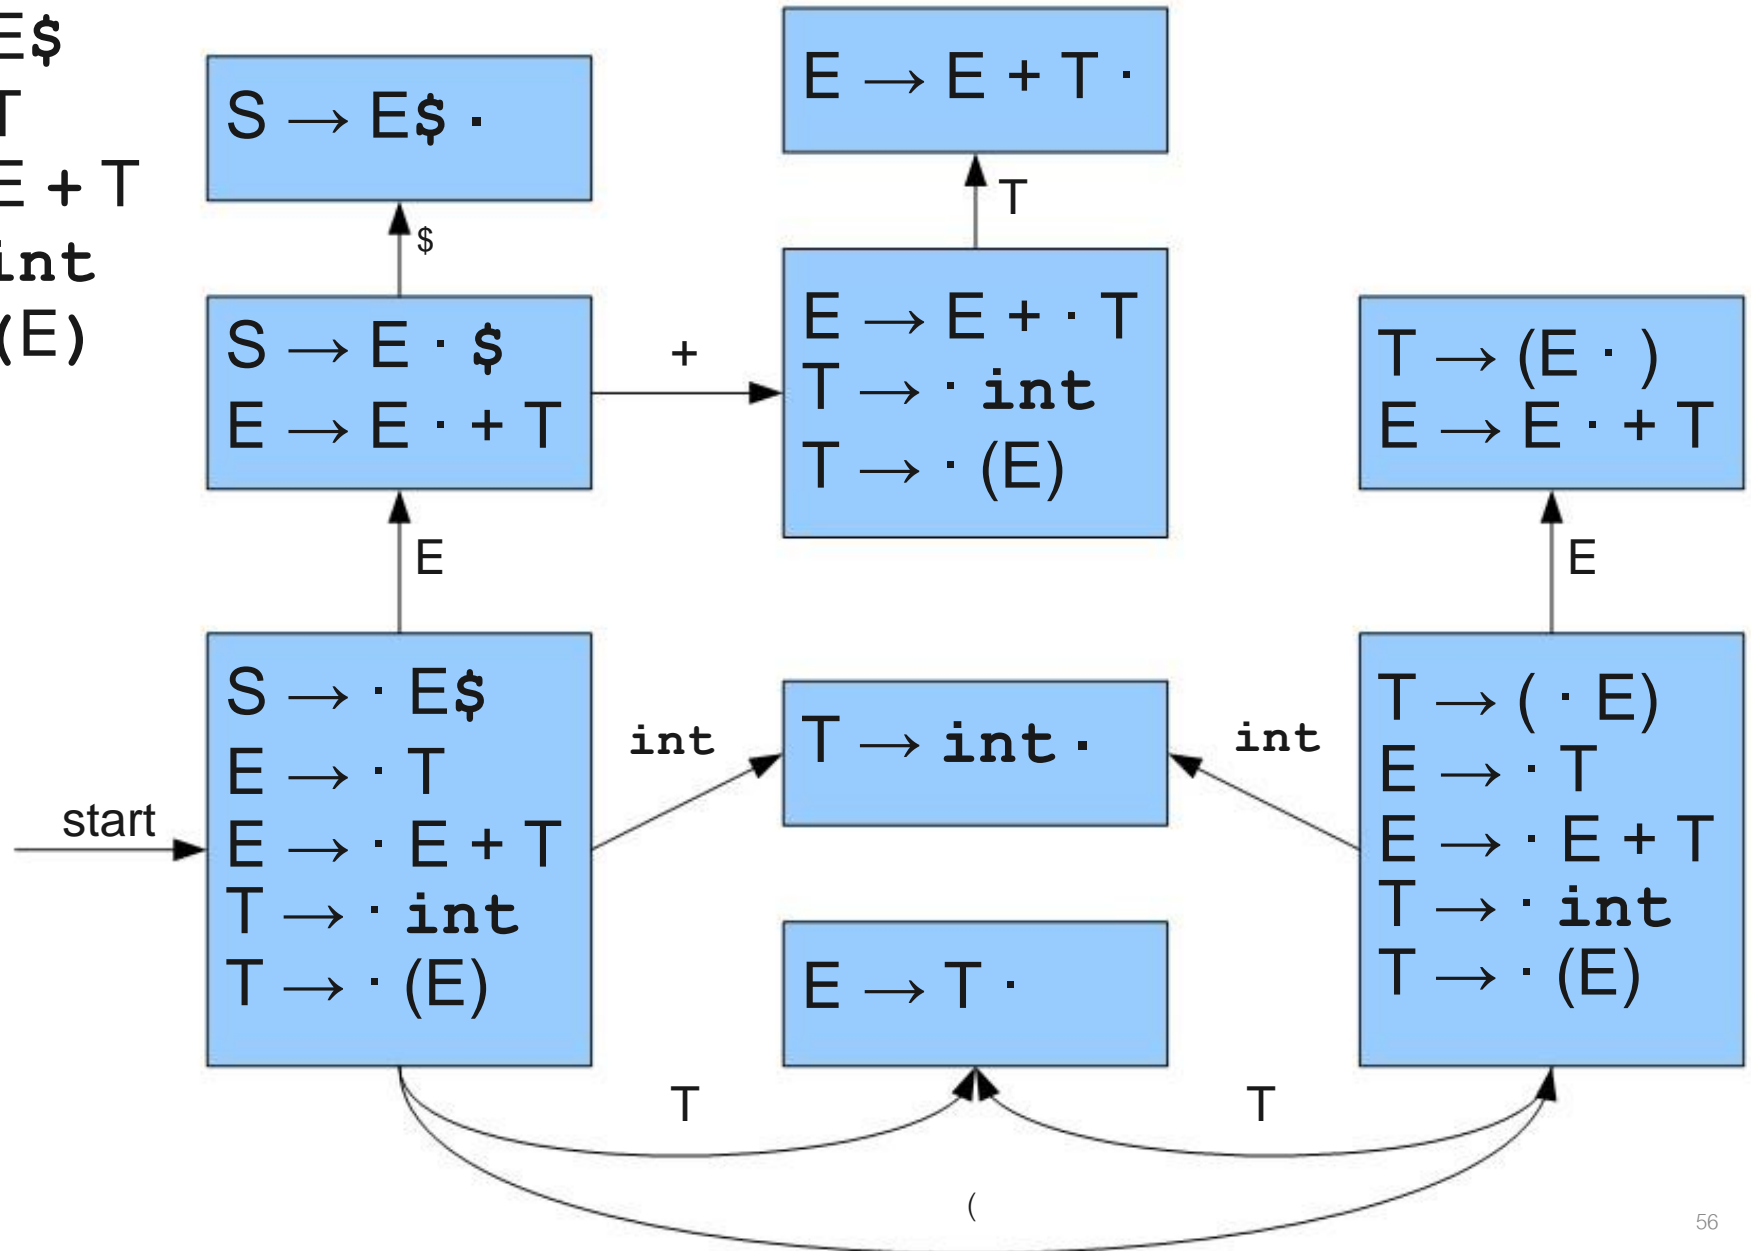 E$
T
E + T
int
(E)
S → E$ ·
E → E + T ·
$
T
S → E · $
E → E · + T
+
E → E + · T
T → · int
T → · (E)
T → (E · )
E → E · + T
E
E
start
S → · E$
E → · T
E → · E + T
T → · int
T → · (E)
int
T → int ·
int
T → ( · E)
E → · T
E → · E + T
T → · int
T → · (E)
E → T ·
T
T
(
56